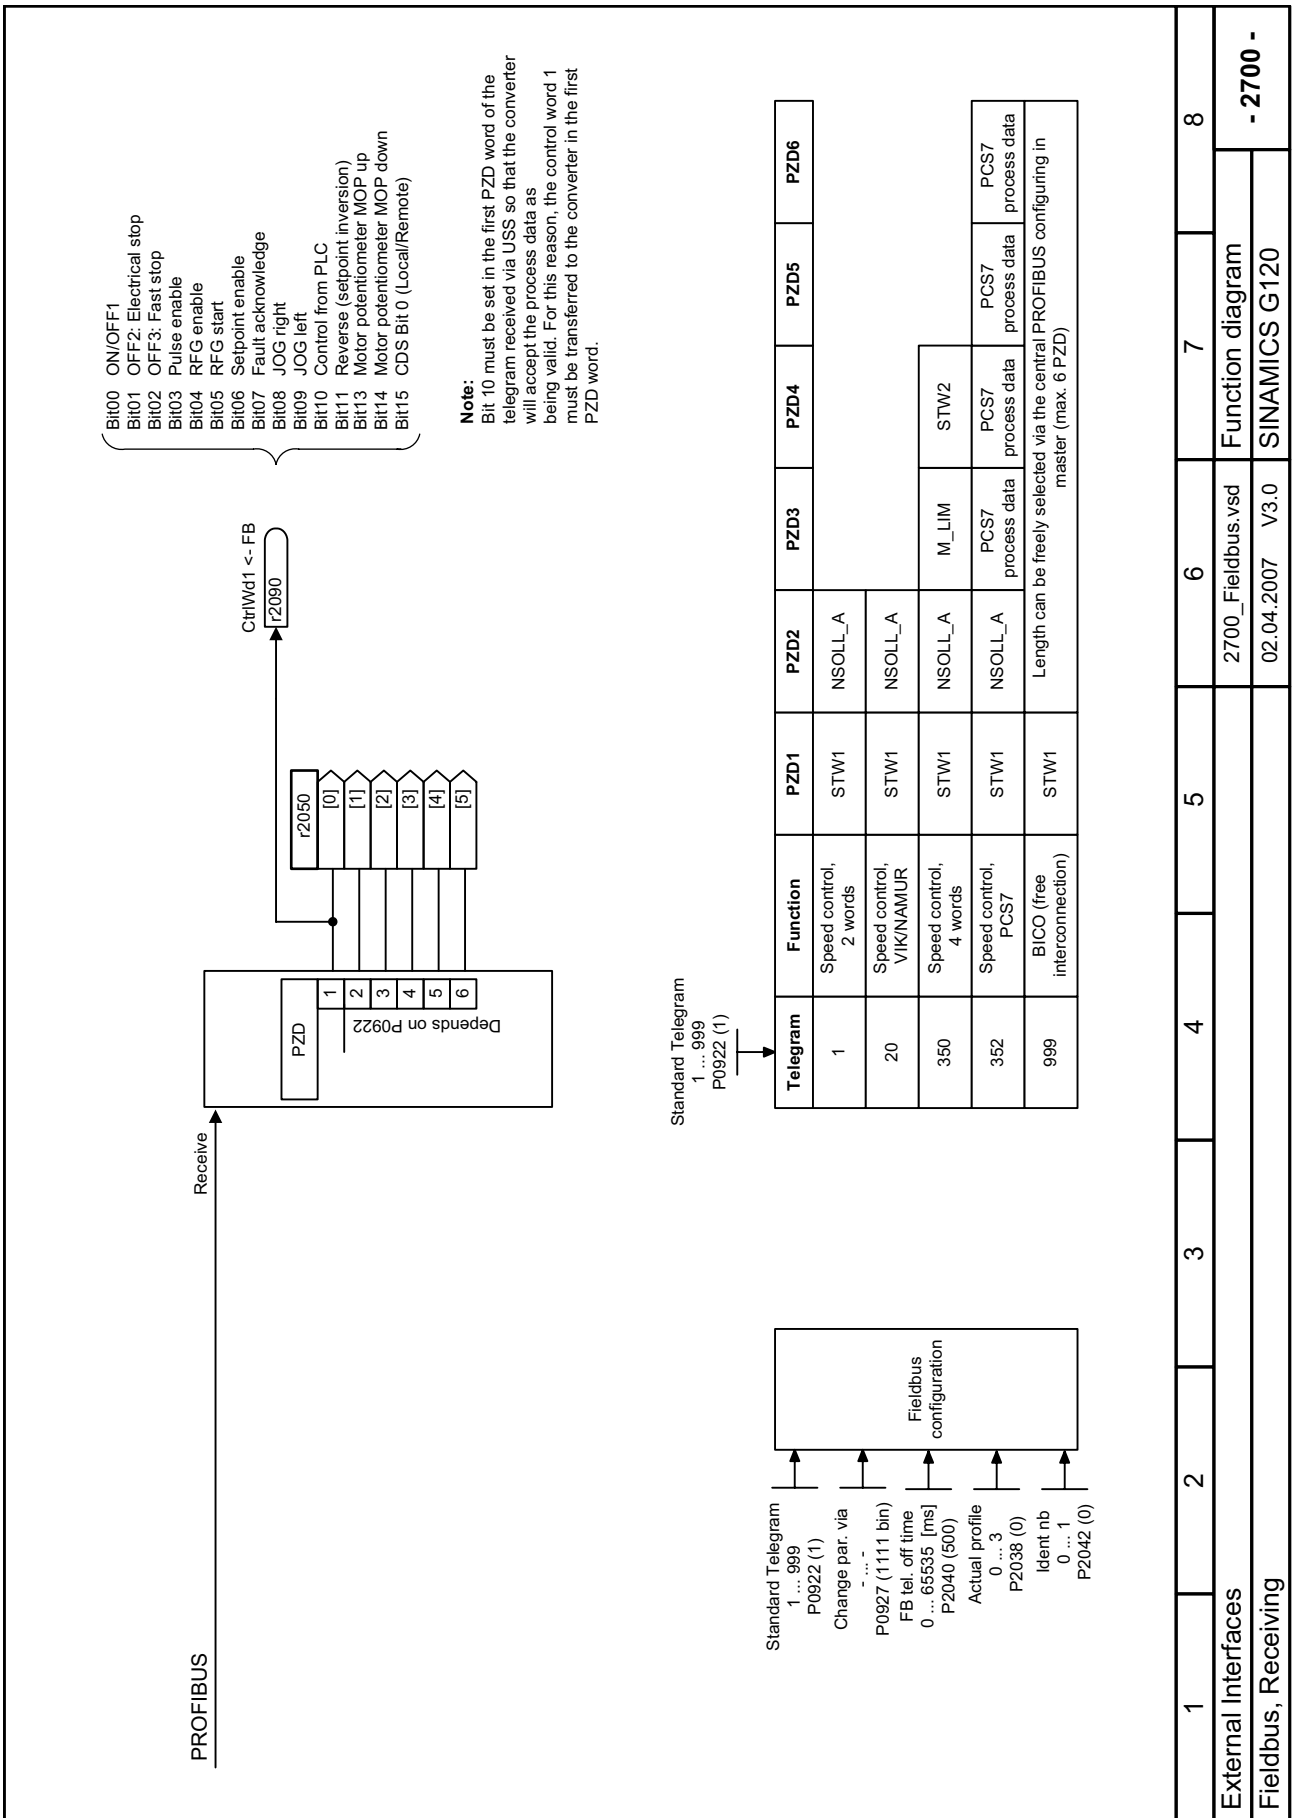 PROFIBUS
Receive
PZD
1
2
3
4
5
6
Depends on P0922
r2050
[0]
[1]
[2]
[3]
[4]
[5]
CtrlWd1 <- FB
r2090
Bit00 ON/OFF1
Bit01 OFF2: Electrical stop
Bit02 OFF3: Fast stop
Bit03 Pulse enable
Bit04 RFG enable
Bit05 RFG start
Bit06 Setpoint enable
Bit07 Fault acknowledge
Bit08 JOG right
Bit09 JOG left
Bit10 Control from PLC
Bit11 Reverse (setpoint inversion)
Bit13 Motor potentiometer MOP up
Bit14 Motor potentiometer MOP down
Bit15 CDS Bit 0 (Local/Remote)
Note:
Bit 10 must be set in the first PZD word of the
telegram received via USS so that the converter
will accept the process data as
being valid. For this reason, the control word 1
must be transferred to the converter in the first
PZD word.
Standard Telegram
1 ... 999
P0922 (1)
Change par. via
- ... -
P0927 (1111 bin)
FB tel. off time
0 ... 65535 [ms]
P2040 (500)
Actual profile
0 ... 3
P2038 (0)
Ident nb
0 ... 1
P2042 (0)
Fieldbus
configuration
Standard Telegram
1 ... 999
P0922 (1)
Telegram Function PZD1 PZD2 PZD3 PZD4 PZD5 PZD6
1 Speed control, 2 words STW1 NSOLL_A
20 Speed control, VIK/NAMUR STW1 NSOLL_A
350 Speed control, 4 words STW1 NSOLL_A M_LIM STW2
352 Speed control, PCS7 STW1 NSOLL_A PCS7 process data PCS7 process data PCS7 process data PCS7 process data
999 BICO (free interconnection) STW1 Length can be freely selected via the central PROFIBUS configuring in master (max. 6 PZD)
1 2 3 4 5 6 7 8
External Interfaces 2700_Fieldbus.vsd Function diagram - 2700 -
Fieldbus, Receiving 02.04.2007 V3.0 SINAMICS G120